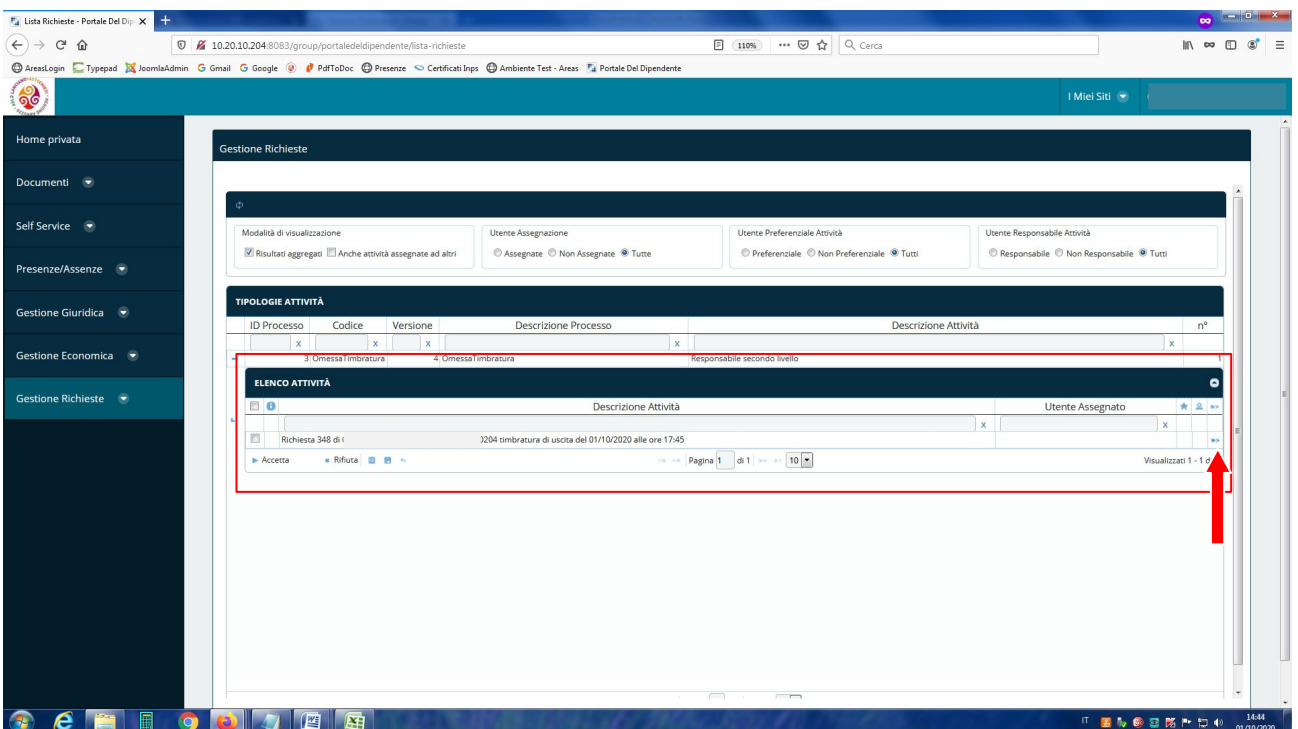 Lista Richieste - Portale Del Dip
10.20.10.204:8083/group/portaledeldipendente/lista-richieste
110%
Cerca
AreasLogin Typepad JoomlaAdmin Gmail Google PdfToDoc Presenze Certificati Inps Ambiente Test - Areas Portale Del Dipendente
I Miei Siti
Home privata
Documenti
Self Service
Presenze/Assenze
Gestione Giuridica
Gestione Economica
Gestione Richieste
Gestione Richieste
Modalità di visualizzazione
Risultati aggregati Anche attività assegnate ad altri
Utente Assegnazione
Assegnate Non Assegnate Tutte
Utente Preferenziale Attività
Preferenziale Non Preferenziale Tutti
Utente Responsabile Attività
Responsabile Non Responsabile Tutti
TIPOLOGIE ATTIVITÀ
ID Processo Codice Versione Descrizione Processo Descrizione Attività n°
x x x x x
3 OmessaTimbratura 4 OmessaTimbratura Responsabile secondo livello 1
ELENCO ATTIVITÀ
Descrizione Attività Utente Assegnato
x x
Richiesta 348 di ( 0204 timbratura di uscita del 01/10/2020 alle ore 17:45
Accetta Rifiuta Pagina 1 di 1 10 Visualizzati 1 - 1 d
IT 14:44
01/10/2020